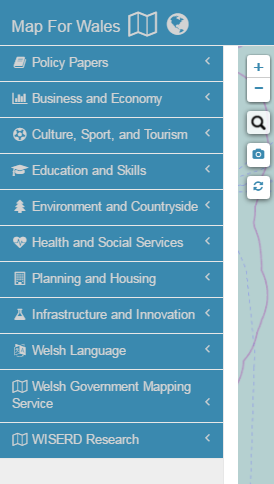 Map For Wales
Policy Papers
Business and Economy
Culture, Sport, and Tourism
Education and Skills
Environment and Countryside
Health and Social Services
Planning and Housing
Infrastructure and Innovation
Welsh Language
Welsh Government Mapping
Service
WISERD Research